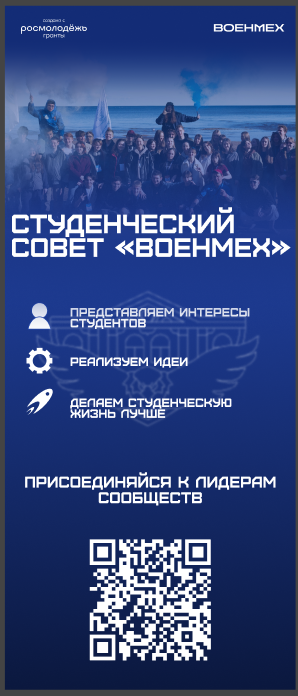 создано с
росмолодёжь
гранты
ВОЕНМЕХ
СТУДЕНЧЕСКИЙ
СОВЕТ «ВОЕНМЕХ»
ПРЕДСТАВЛЯЕМ ИНТЕРЕСЫ
СТУДЕНТОВ
РЕАЛИЗУЕМ ИДЕИ
ДЕЛАЕМ СТУДЕНЧЕСКУЮ
ЖИЗНЬ ЛУЧШЕ
ПРИСОЕДИНЯЙСЯ К ЛИДЕРАМ
СООБЩЕСТВ